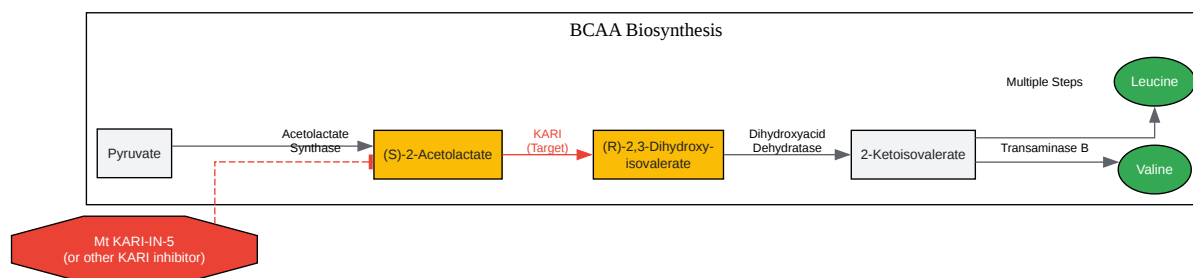 BCAA Biosynthesis
Leucine
Multiple Steps
Pyruvate
Acetolactate
Synthase
(S)-2-Acetolactate
KARI
(Target)
(R)-2,3-Dihydroxy-
isovalerate
Dihydroxyacid
Dehydratase
2-Ketoisovalerate
Transaminase B
Valine
Mt KARI-IN-5
(or other KARI inhibitor)